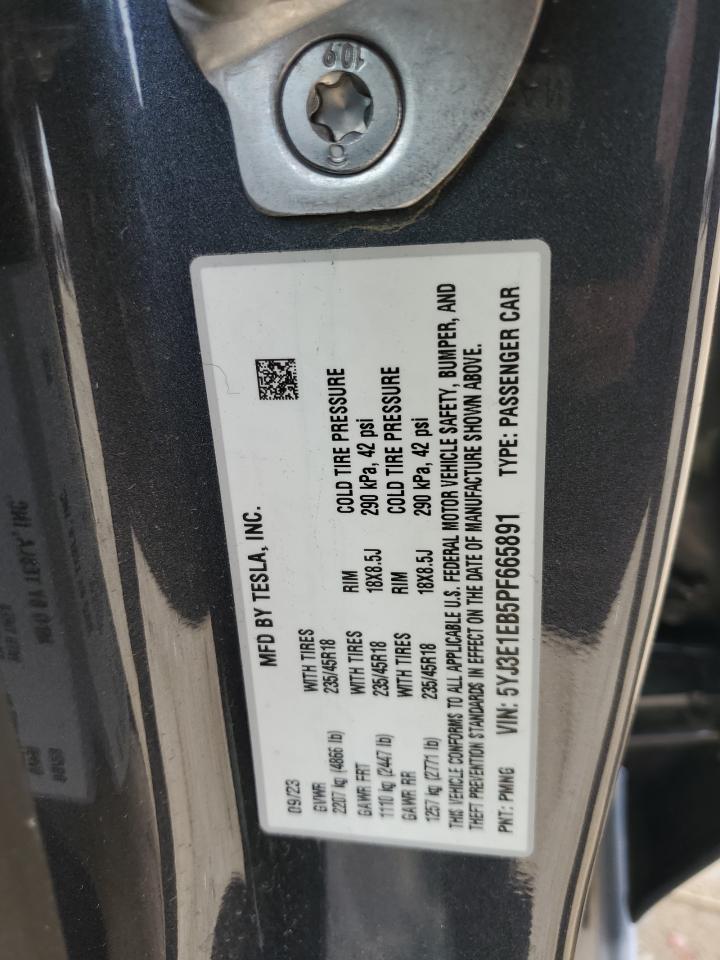 109
MFD BY TESLA, INC.
09/23
GVWR WITH TIRES RIM COLD TIRE PRESSURE
2207 kg (4866 lb) 235/45R18 18X8.5J 290 kPa, 42 psi
GAWR FRT WITH TIRES RIM COLD TIRE PRESSURE
1110 kg (2447 lb) 235/45R18 18X8.5J 290 kPa, 42 psi
GAWR RR WITH TIRES
1257 kg (2771 lb) 235/45R18
THIS VEHICLE CONFORMS TO ALL APPLICABLE U.S. FEDERAL MOTOR VEHICLE SAFETY, BUMPER, AND
THEFT PREVENTION STANDARDS IN EFFECT ON THE DATE OF MANUFACTURE SHOWN ABOVE.
PNT: PMNG VIN: 5YJ3E1EB5PF665891 TYPE: PASSENGER CAR